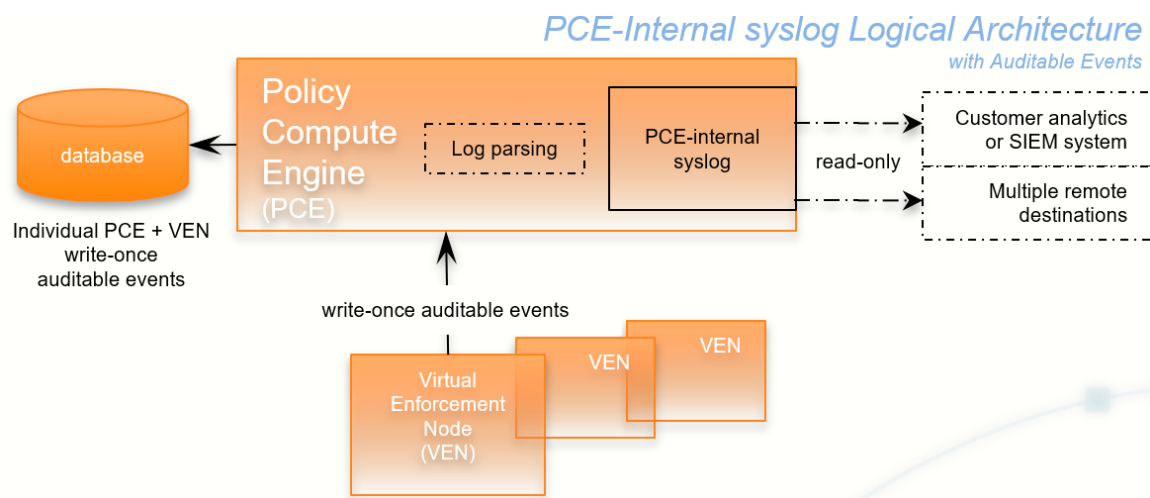 PCE-Internal syslog Logical Architecture
with Auditable Events
database
Individual PCE + VEN
write-once
auditable events
Policy
Compute
Engine
(PCE)
Log parsing
PCE-internal
syslog
read-only
Customer analytics
or SIEM system
Multiple remote
destinations
write-once auditable events
Virtual
Enforcement
Node
(VEN)
VEN
VEN